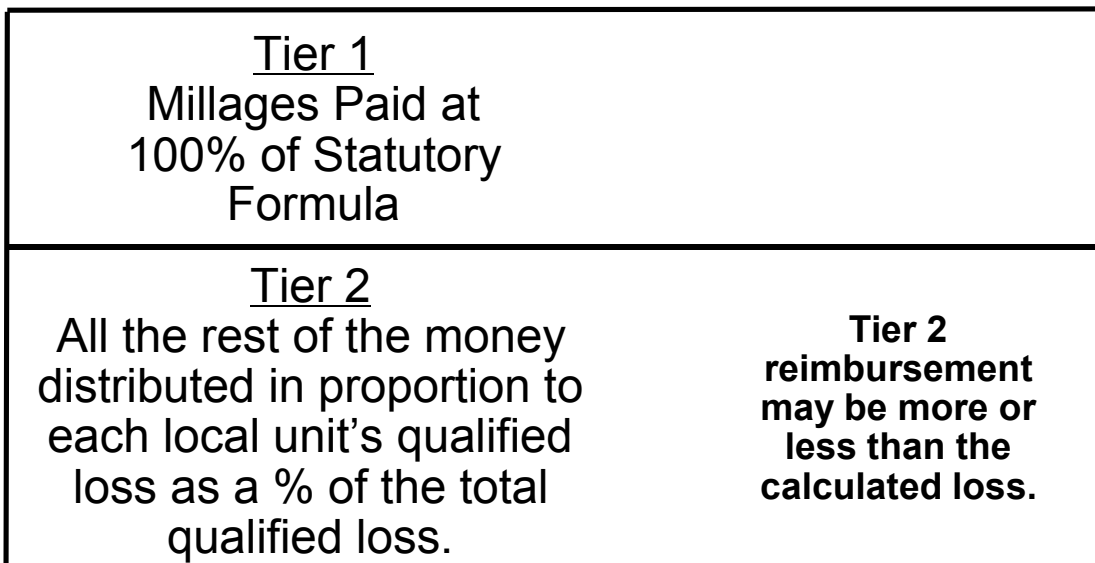 Tier 1
Millages Paid at
100% of Statutory
Formula
Tier 2
All the rest of the money
distributed in proportion to
each local unit’s qualified
loss as a % of the total
qualified loss.
Tier 2
reimbursement
may be more or
less than the
calculated loss.